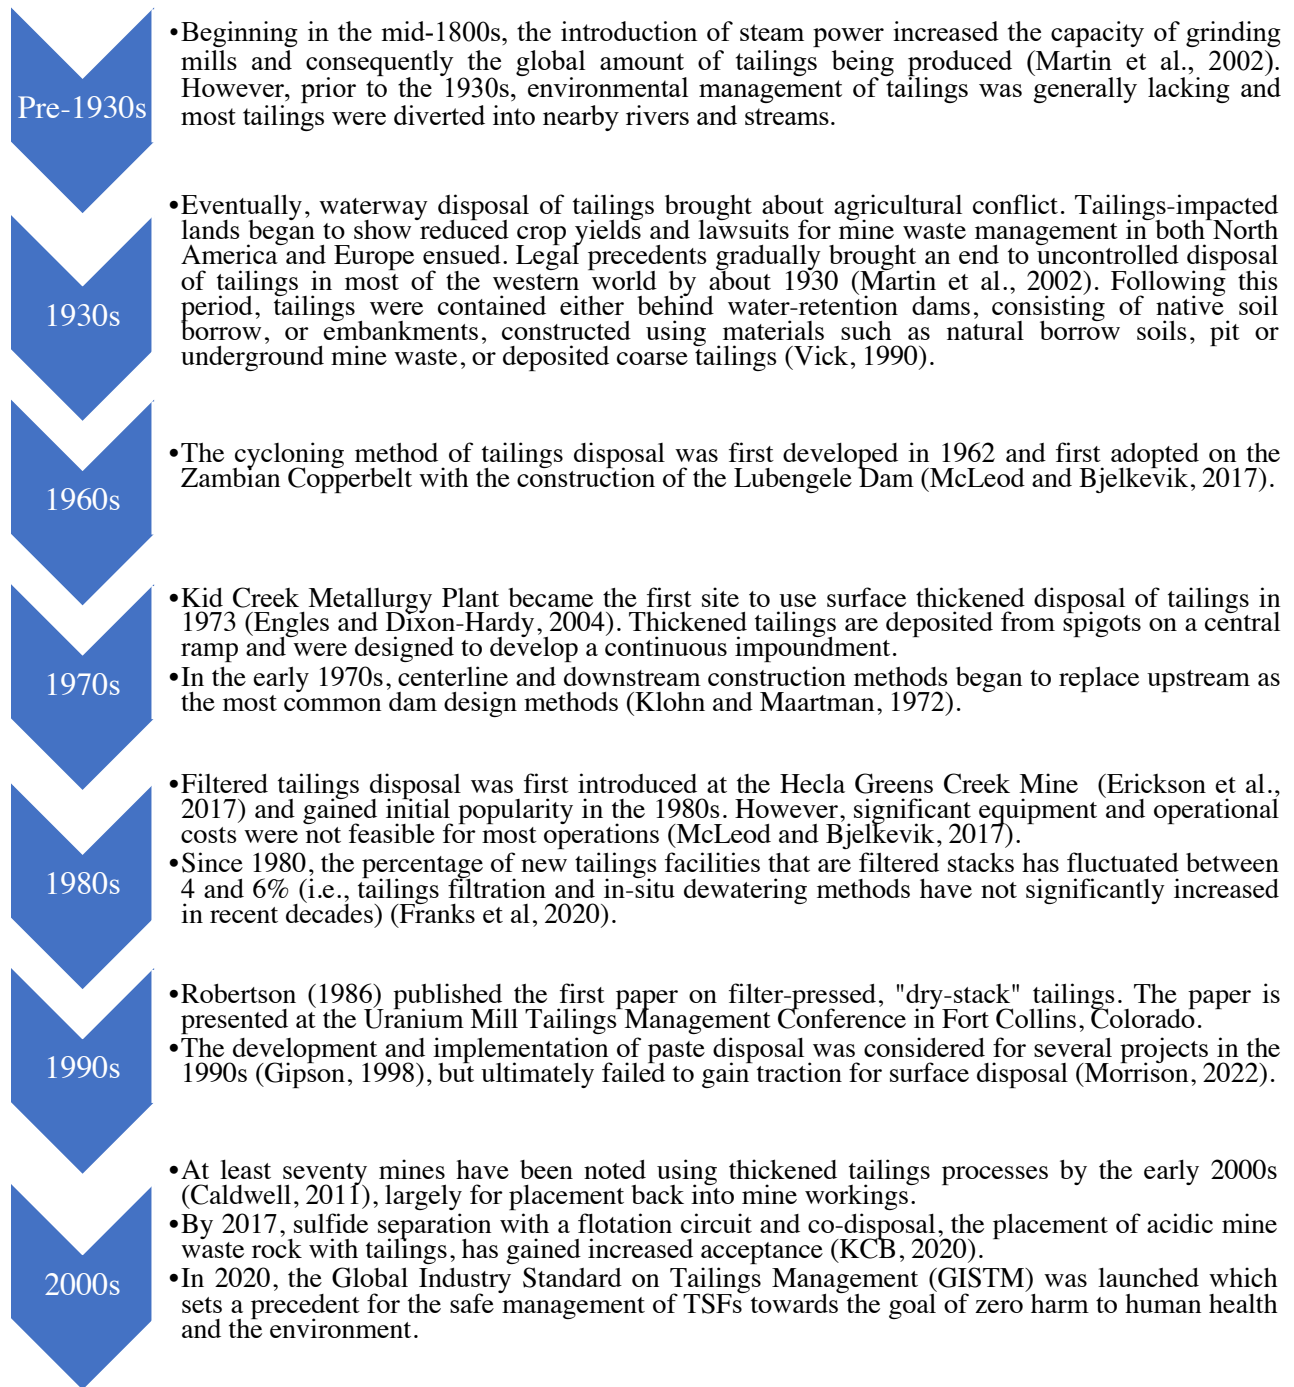 Pre-1930s
•Beginning in the mid-1800s, the introduction of steam power increased the capacity of grinding
mills and consequently the global amount of tailings being produced (Martin et al., 2002).
However, prior to the 1930s, environmental management of tailings was generally lacking and
most tailings were diverted into nearby rivers and streams.
1930s
•Eventually, waterway disposal of tailings brought about agricultural conflict. Tailings-impacted
lands began to show reduced crop yields and lawsuits for mine waste management in both North
America and Europe ensued. Legal precedents gradually brought an end to uncontrolled disposal
of tailings in most of the western world by about 1930 (Martin et al., 2002). Following this
period, tailings were contained either behind water-retention dams, consisting of native soil
borrow, or embankments, constructed using materials such as natural borrow soils, pit or
underground mine waste, or deposited coarse tailings (Vick, 1990).
1960s
•The cycloning method of tailings disposal was first developed in 1962 and first adopted on the
Zambian Copperbelt with the construction of the Lubengele Dam (McLeod and Bjelkevik, 2017).
1970s
•Kid Creek Metallurgy Plant became the first site to use surface thickened disposal of tailings in
1973 (Engles and Dixon-Hardy, 2004). Thickened tailings are deposited from spigots on a central
ramp and were designed to develop a continuous impoundment.
•In the early 1970s, centerline and downstream construction methods began to replace upstream as
the most common dam design methods (Klohn and Maartman, 1972).
1980s
•Filtered tailings disposal was first introduced at the Hecla Greens Creek Mine (Erickson et al.,
2017) and gained initial popularity in the 1980s. However, significant equipment and operational
costs were not feasible for most operations (McLeod and Bjelkevik, 2017).
•Since 1980, the percentage of new tailings facilities that are filtered stacks has fluctuated between
4 and 6% (i.e., tailings filtration and in-situ dewatering methods have not significantly increased
in recent decades) (Franks et al, 2020).
1990s
•Robertson (1986) published the first paper on filter-pressed, "dry-stack" tailings. The paper is
presented at the Uranium Mill Tailings Management Conference in Fort Collins, Colorado.
•The development and implementation of paste disposal was considered for several projects in the
1990s (Gipson, 1998), but ultimately failed to gain traction for surface disposal (Morrison, 2022).
2000s
•At least seventy mines have been noted using thickened tailings processes by the early 2000s
(Caldwell, 2011), largely for placement back into mine workings.
•By 2017, sulfide separation with a flotation circuit and co-disposal, the placement of acidic mine
waste rock with tailings, has gained increased acceptance (KCB, 2020).
•In 2020, the Global Industry Standard on Tailings Management (GISTM) was launched which
sets a precedent for the safe management of TSFs towards the goal of zero harm to human health
and the environment.